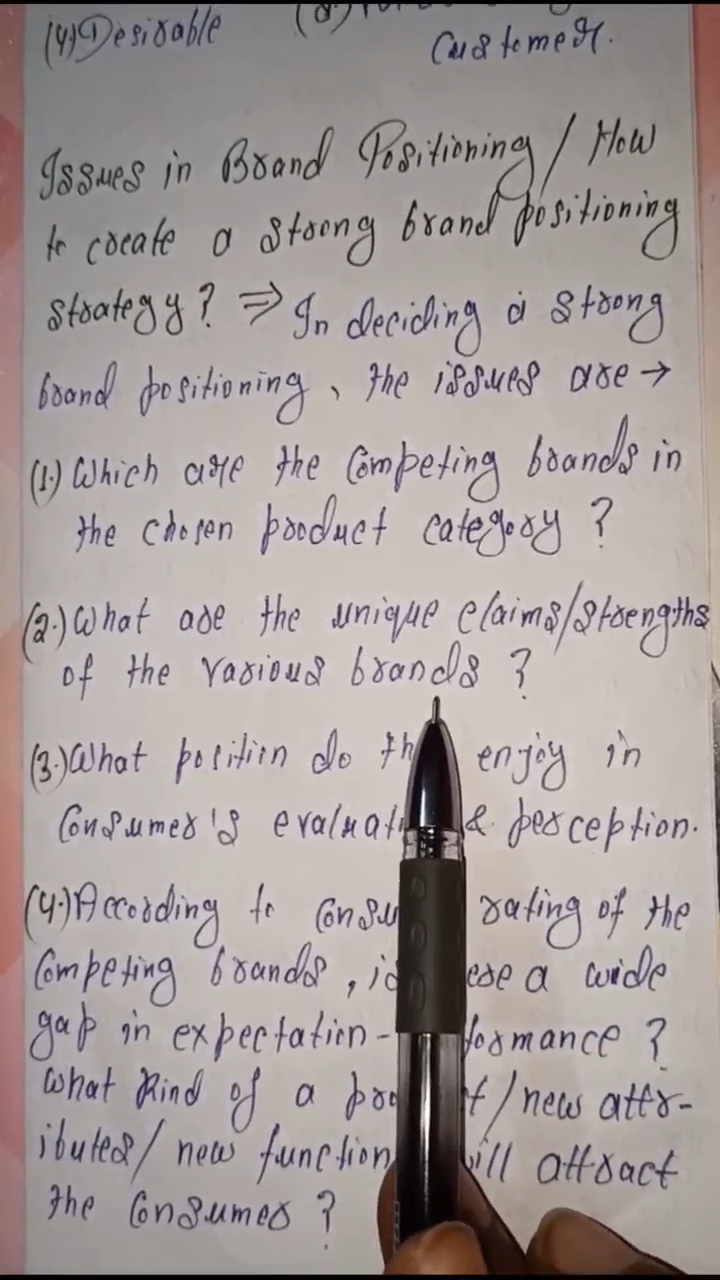 (4) Desirable
Customer.
Issues in Brand Positioning / How
to create a strong brand positioning
strategy? ⇒ In deciding a strong
brand positioning, the issues are →
(1.) Which are the Competing brands in
the chosen product category ?
(2.) What are the unique claims/strengths
of the various brands ?
(3.) What position do enjoy in
Consumer's & perception.
(4.) According to rating of the
Competing brands, a wide
gap in expectation-
What kind of a / new attr-
ibutes/ new attract
the Consumer ?